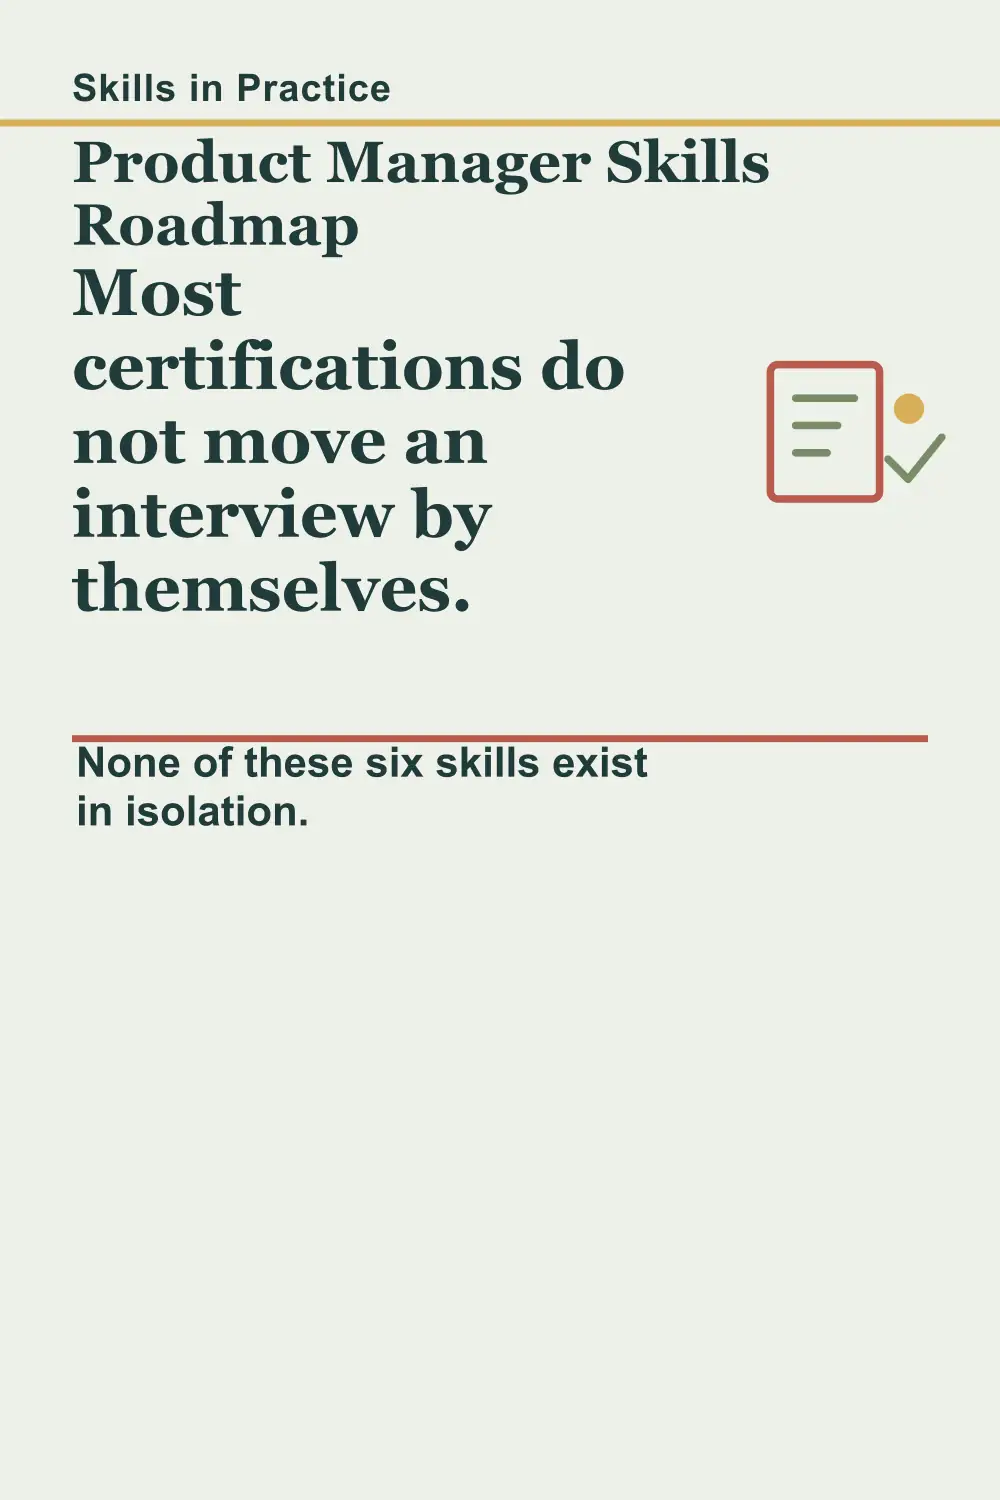 Skills in Practice
Product Manager Skills
Roadmap
Most
certifications do
not move an
interview by
themselves.
None of these six skills exist
in isolation.